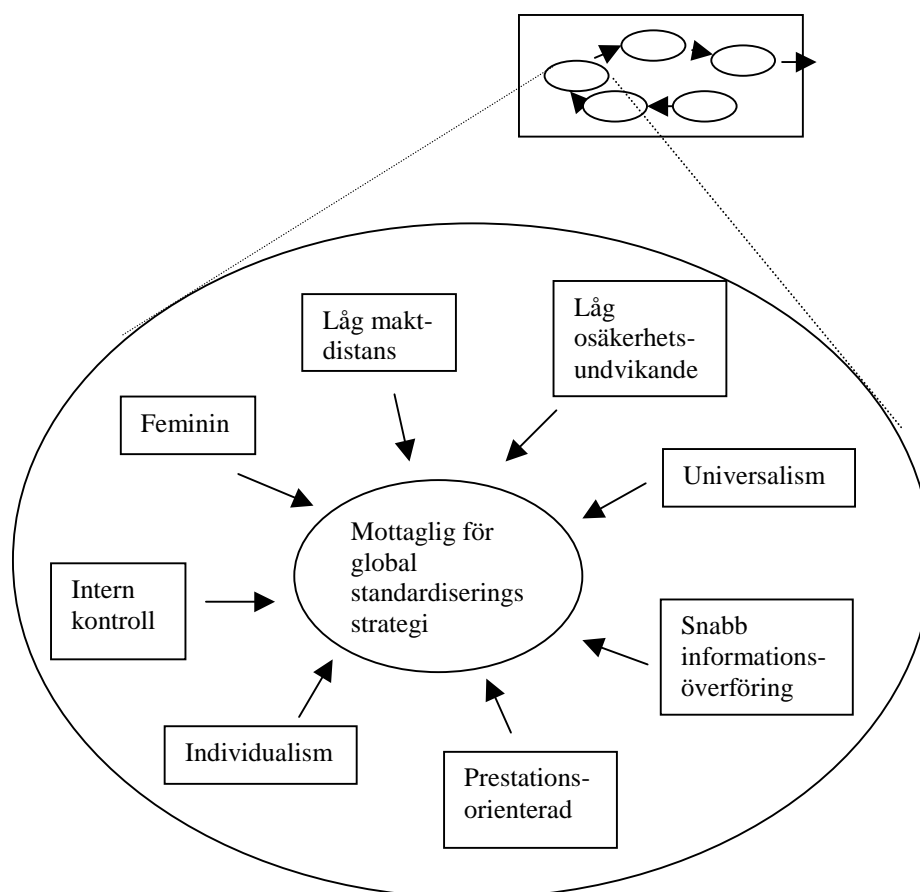 Låg makt-
distans
Låg
osäkerhets-
undvikande
Feminin
Universalism
Mottaglig för
global
standardiserings
strategi
Intern
kontroll
Snabb
informations-
överföring
Individualism
Prestations-
orienterad